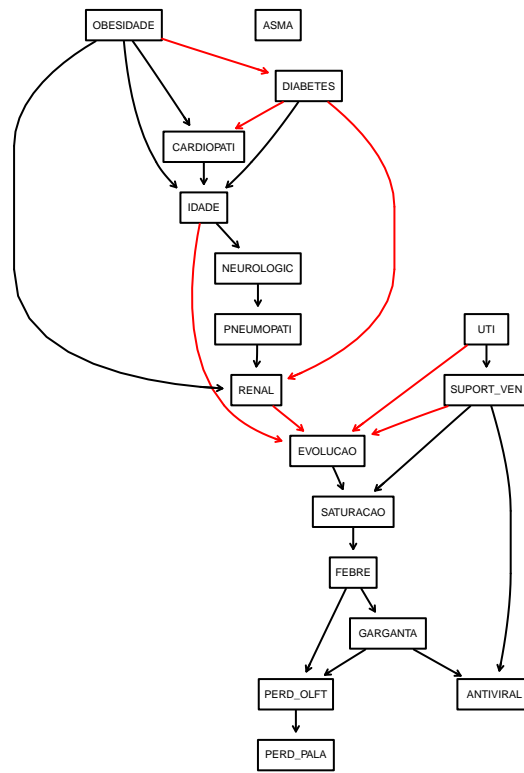 OBESIDADE
ASMA
DIABETES
CARDIOPATI
IDADE
NEUROLOGIC
PNEUMOPATI
UTI
RENAL
SUPORT_VEN
EVOLUCAO
SATURACAO
FEBRE
GARGANTA
PERD_OLFT
ANTIVIRAL
PERD_PALA